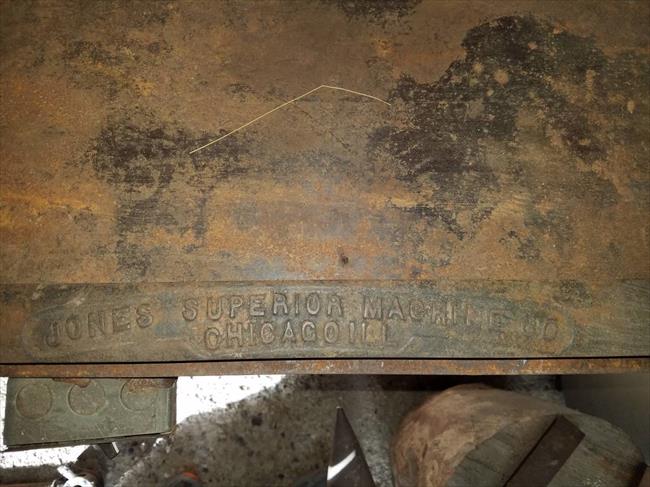 JONES SUPERIOR MACHINE CO
CHICAGO ILL